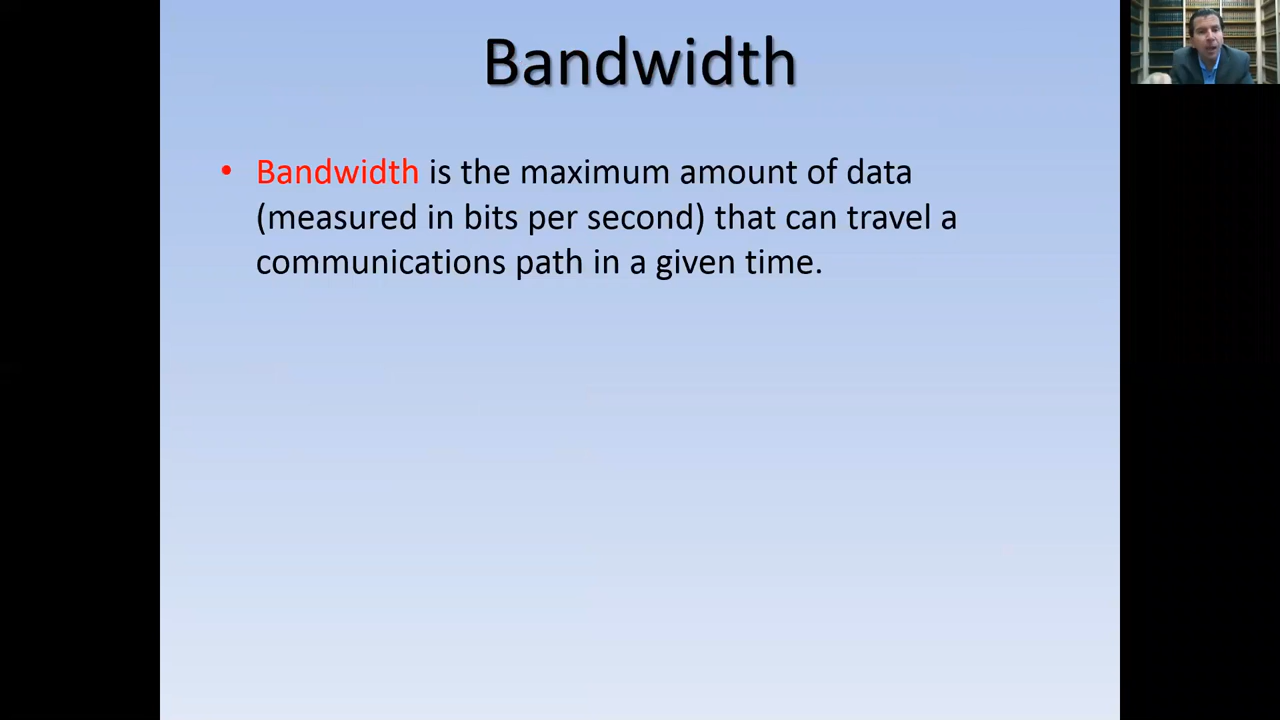 Bandwidth
• Bandwidth is the maximum amount of data
(measured in bits per second) that can travel a
communications path in a given time.